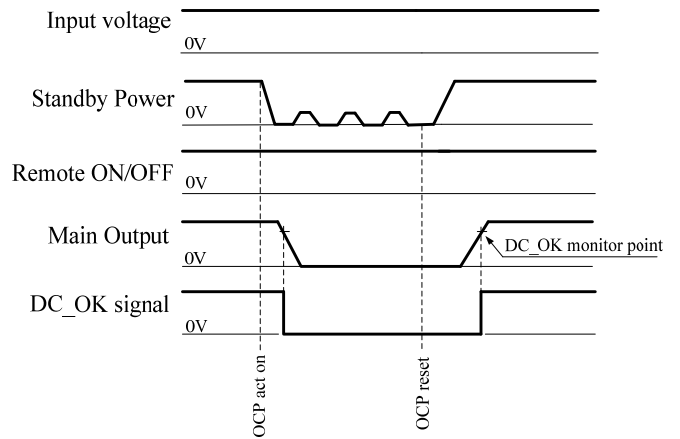 Input voltage
0V
Standby Power
0V
Remote ON/OFF
0V
Main Output
0V
DC_OK monitor point
DC_OK signal
0V
OCP act on
OCP reset